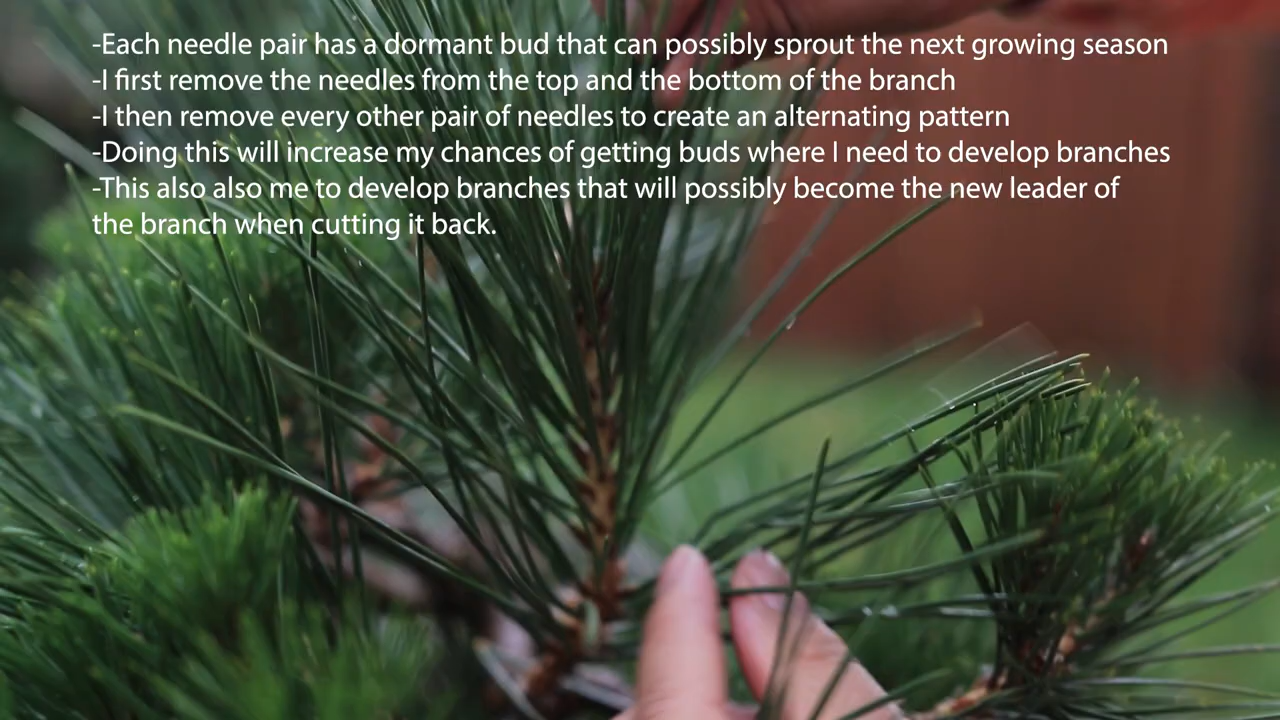 -Each needle pair has a dormant bud that can possibly sprout the next growing season
-I first remove the needles from the top and the bottom of the branch
-I then remove every other pair of needles to create an alternating pattern
-Doing this will increase my chances of getting buds where I need to develop branches
-This also also me to develop branches that will possibly become the new leader of
the branch when cutting it back.